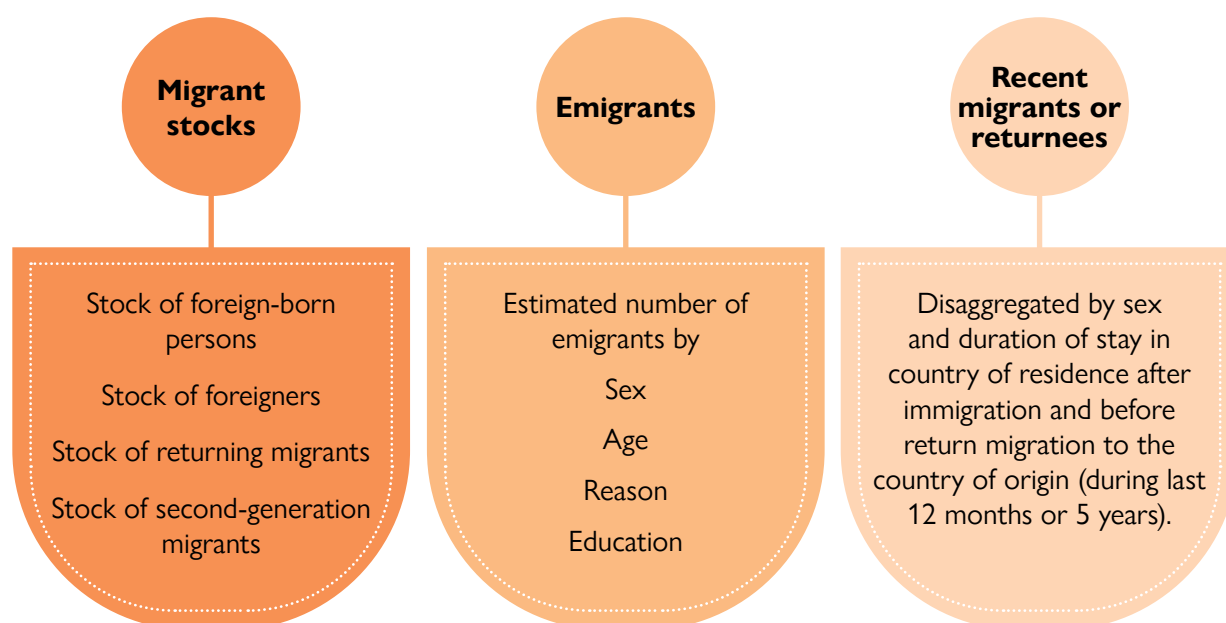 Migrant
stocks
Stock of foreign-born
persons
Stock of foreigners
Stock of returning migrants
Stock of second-generation
migrants
Emigrants
Estimated number of
emigrants by
Sex
Age
Reason
Education
Recent
migrants or
returnees
Disaggregated by sex
and duration of stay in
country of residence after
immigration and before
return migration to the
country of origin (during last
12 months or 5 years).